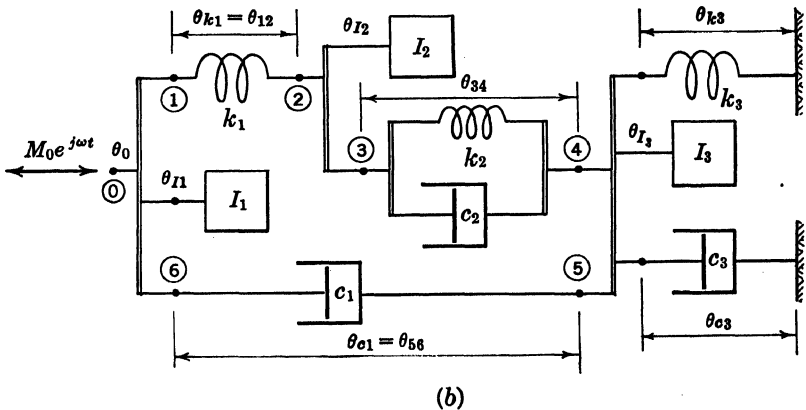 θk1 = θ12
θI2
I2
θk3
①
②
k1
θ34
k3
M0e^jωt
θ0
⓪
③
k2
④
θI3
I3
θI1
I1
c2
⑥
c1
⑤
c3
θc1 = θ56
θc3
(b)